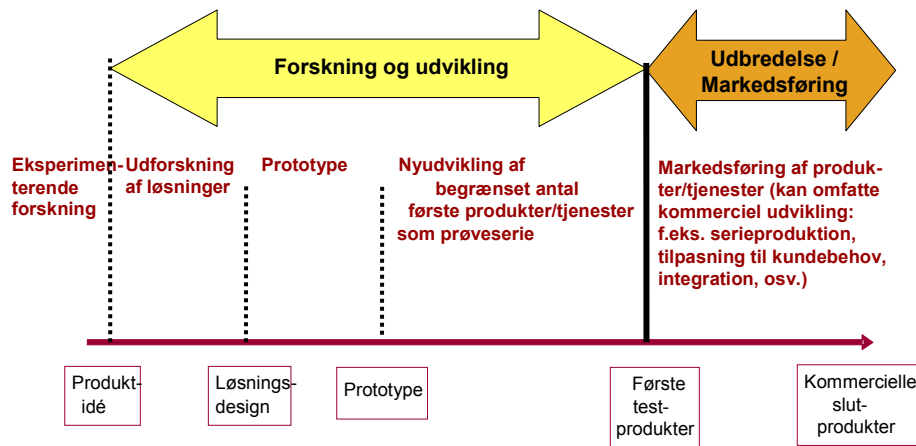 Forskning og udvikling
Udbredelse /
Markedsføring
Eksperimen-
terende
forskning
Udforskning
af løsninger
Prototype
Nyudvikling af
begrænset antal
første produkter/tjenester
som prøveserie
Markedsføring af produk-
ter/tjenester (kan omfatte
kommerciel udvikling:
f.eks. serieproduktion,
tilpasning til kundebehov,
integration, osv.)
Produkt-
idé
Løsnings-
design
Prototype
Første
test-
produkter
Kommercielle
slut-
produkter